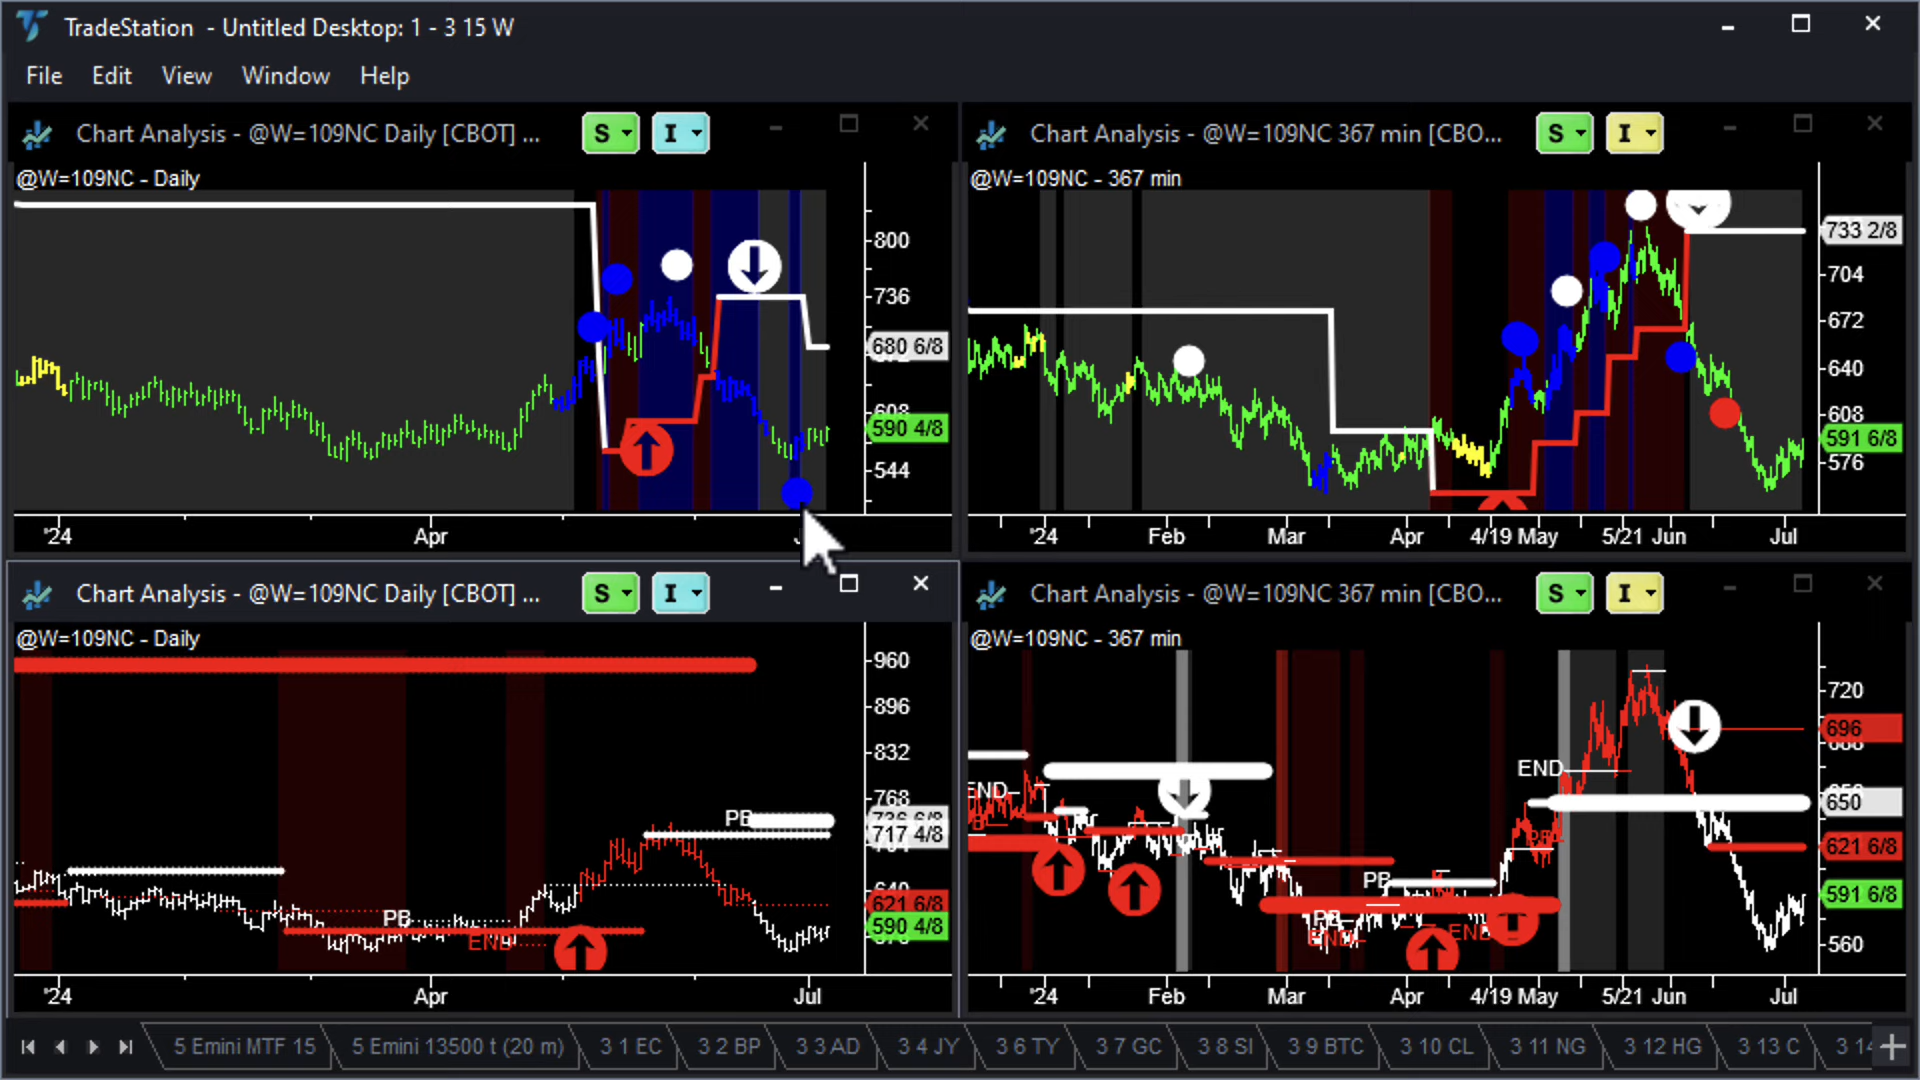 TradeStation - Untitled Desktop: 1 - 3 15 W
File Edit View Window Help
Chart Analysis - @W=109NC Daily [CBOT] ... S I
@W=109NC - Daily
800
736
680 6/8
608
590 4/8
544
'24 Apr
Chart Analysis - @W=109NC 367 min [CBO... S I
@W=109NC - 367 min
733 2/8
704
672
640
608
591 6/8
576
'24 Feb Mar Apr 4/19 May 5/21 Jun Jul
Chart Analysis - @W=109NC Daily [CBOT] ... S I
@W=109NC - Daily
960
896
832
768
PB
717 4/8
640
621 6/8
PB
590 4/8
END
'24 Apr Jul
Chart Analysis - @W=109NC 367 min [CBO... S I
@W=109NC - 367 min
720
696
688
END
END
650
PB
621 6/8
PB
591 6/8
PB
END
END
560
'24 Feb Mar Apr 4/19 May 5/21 Jun Jul
5 Emini MTF 15 5 Emini 13500 t (20 m) 3 1 EC 3 2 BP 3 3 AD 3 4 JY 3 6 TY 3 7 GC 3 8 SI 3 9 BTC 3 10 CL 3 11 NG 3 12 HG 3 13 C